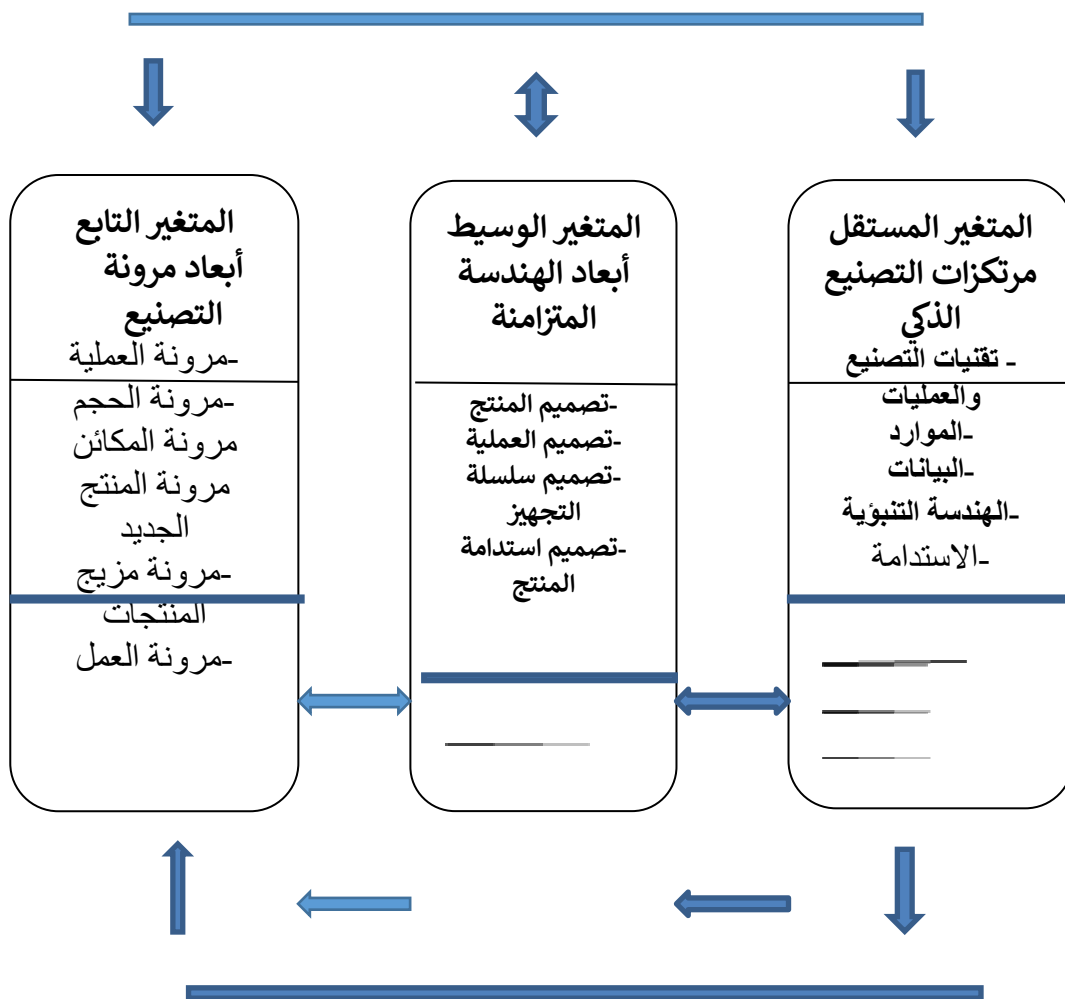 المتغير المستقل
مرتكزات التصنيع
الذكي
- تقنيات التصنيع
والعمليات
-الموارد
-البيانات
-الهندسة التنبؤية
-الاستدامة
المتغير الوسيط
أبعاد الهندسة
المتزامنة
-تصميم المنتج
-تصميم العملية
-تصميم سلسلة
التجهيز
-تصميم استدامة
المنتج
المتغير التابع
أبعاد مرونة
التصنيع
-مرونة العملية
-مرونة الحجم
مرونة المكائن
مرونة المنتج
الجديد
-مرونة مزيج
المنتجات
-مرونة العمل